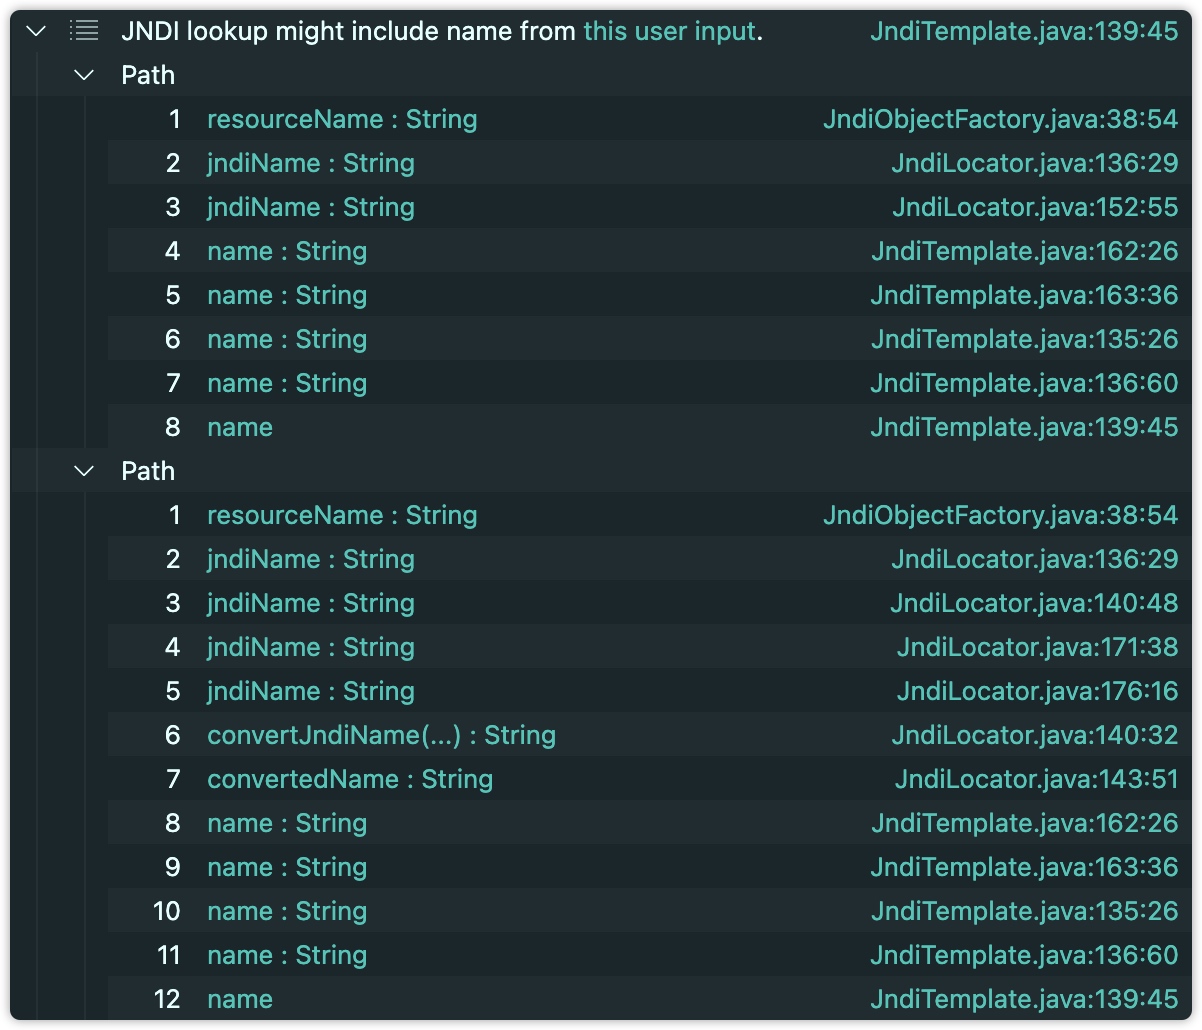 JNDI lookup might include name from this user input. JndiTemplate.java:139:45
Path
1 resourceName : String JndiObjectFactory.java:38:54
2 jndiName : String JndiLocator.java:136:29
3 jndiName : String JndiLocator.java:152:55
4 name : String JndiTemplate.java:162:26
5 name : String JndiTemplate.java:163:36
6 name : String JndiTemplate.java:135:26
7 name : String JndiTemplate.java:136:60
8 name JndiTemplate.java:139:45
Path
1 resourceName : String JndiObjectFactory.java:38:54
2 jndiName : String JndiLocator.java:136:29
3 jndiName : String JndiLocator.java:140:48
4 jndiName : String JndiLocator.java:171:38
5 jndiName : String JndiLocator.java:176:16
6 convertJndiName(...) : String JndiLocator.java:140:32
7 convertedName : String JndiLocator.java:143:51
8 name : String JndiTemplate.java:162:26
9 name : String JndiTemplate.java:163:36
10 name : String JndiTemplate.java:135:26
11 name : String JndiTemplate.java:136:60
12 name JndiTemplate.java:139:45